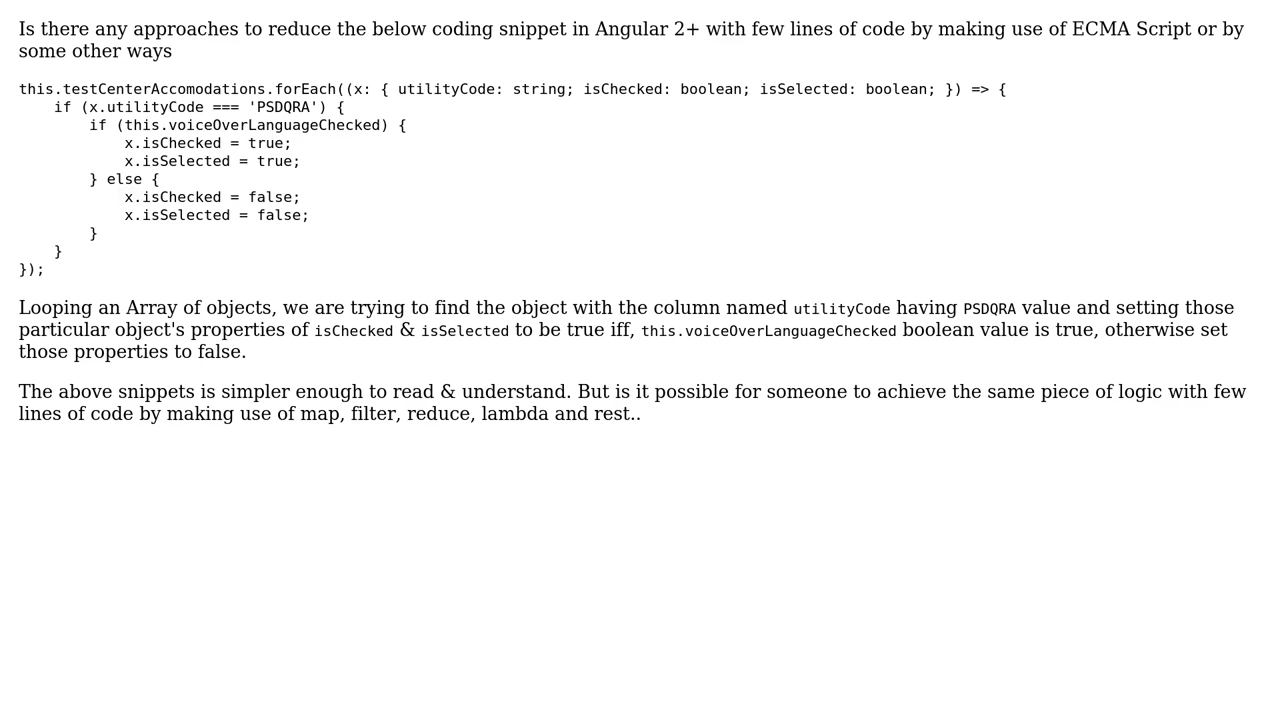 Is there any approaches to reduce the below coding snippet in Angular 2+ with few lines of code by making use of ECMA Script or by
some other ways
this.testCenterAccomodations.forEach((x: { utilityCode: string; isChecked: boolean; isSelected: boolean; }) => {
    if (x.utilityCode === 'PSDQRA') {
        if (this.voiceOverLanguageChecked) {
            x.isChecked = true;
            x.isSelected = true;
        } else {
            x.isChecked = false;
            x.isSelected = false;
        }
    }
});
Looping an Array of objects, we are trying to find the object with the column named utilityCode having PSDQRA value and setting those
particular object's properties of isChecked & isSelected to be true iff, this.voiceOverLanguageChecked boolean value is true, otherwise set
those properties to false.
The above snippets is simpler enough to read & understand. But is it possible for someone to achieve the same piece of logic with few
lines of code by making use of map, filter, reduce, lambda and rest..